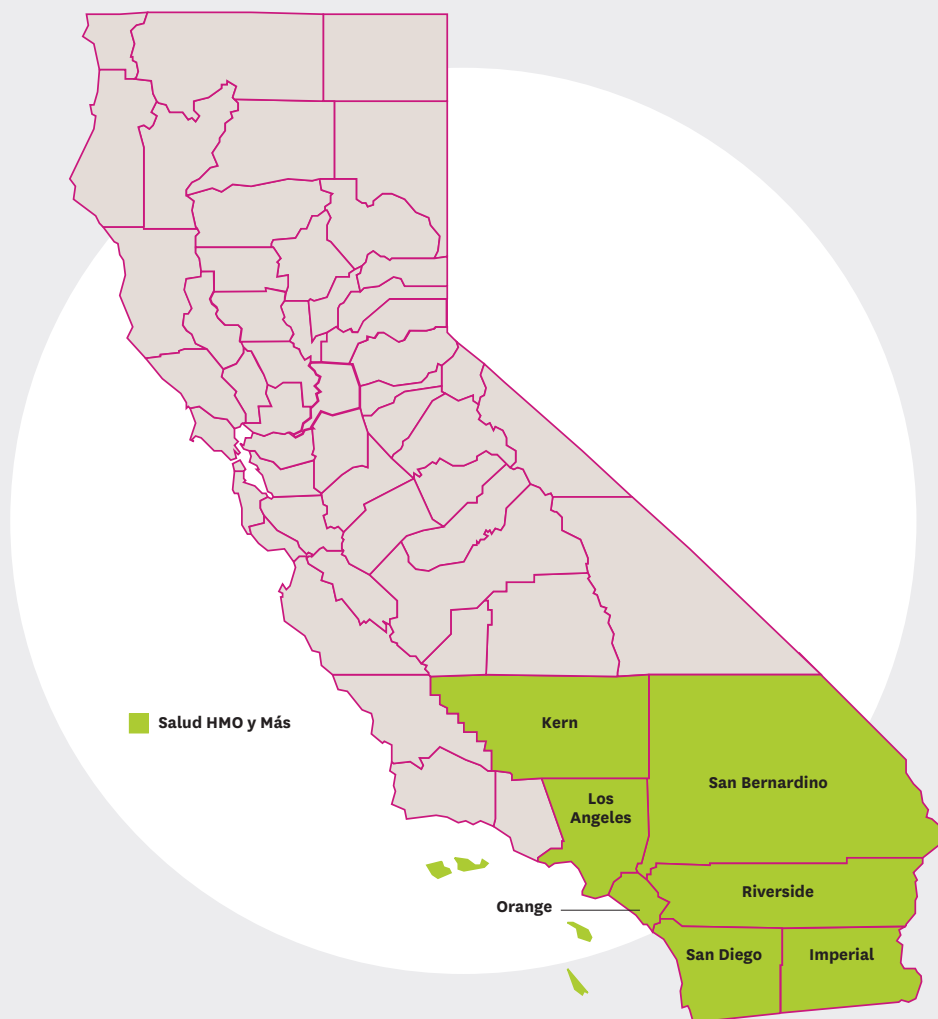 Salud HMO y Más
Kern
San Bernardino
Los
Angeles
Riverside
Orange
San Diego
Imperial